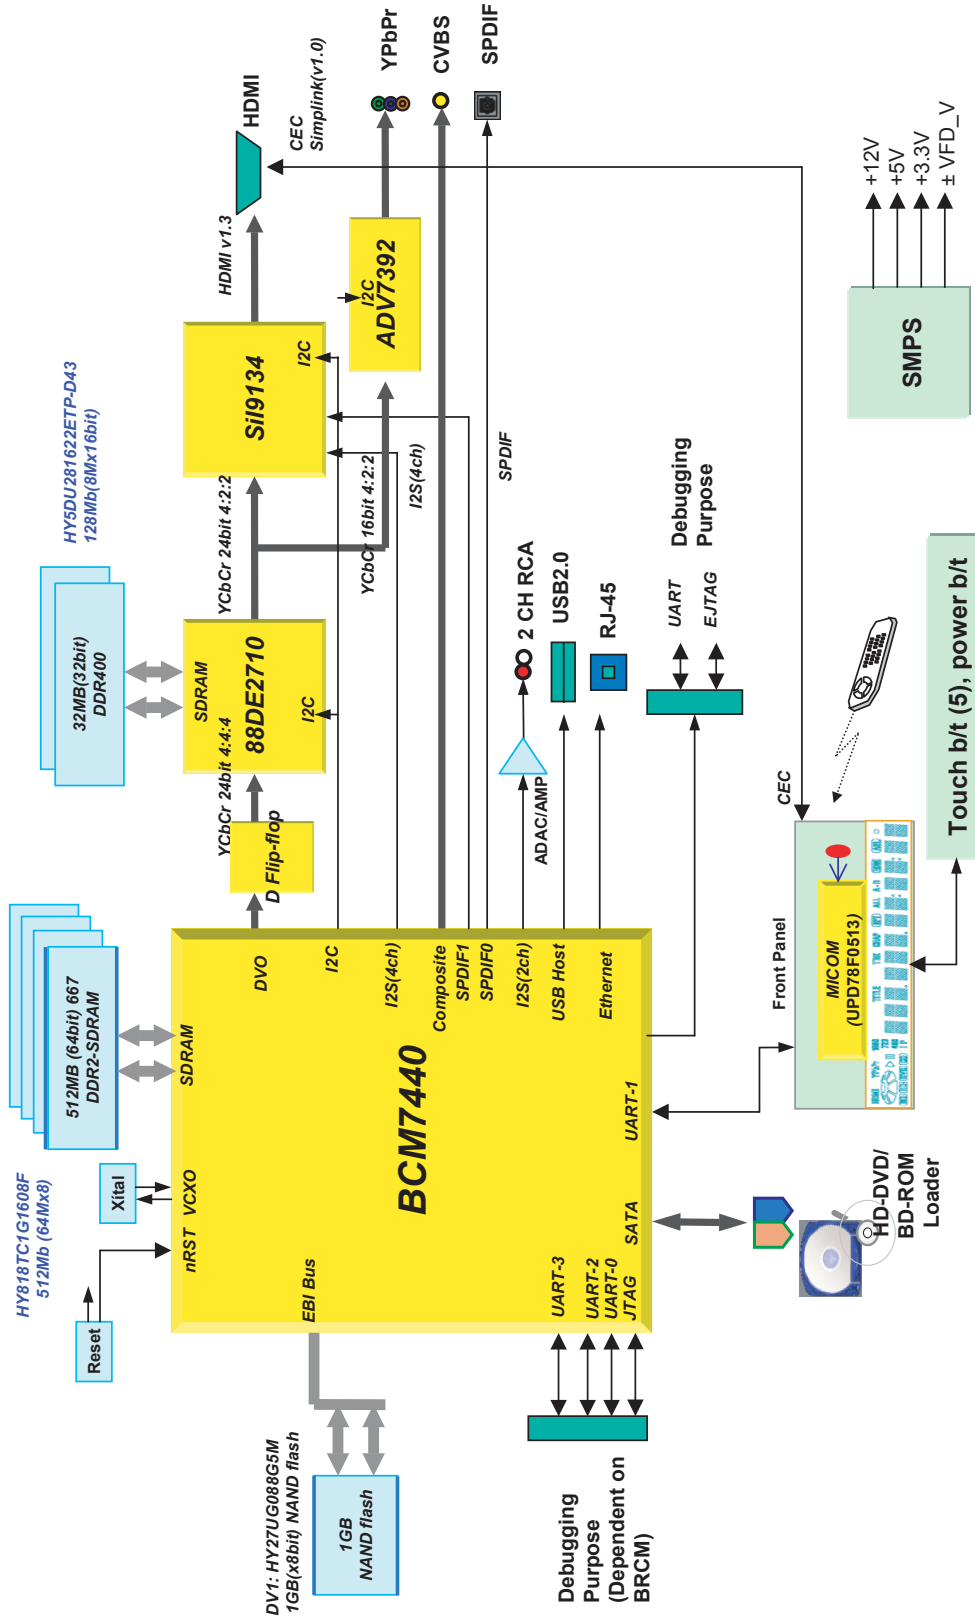 HY818TC1G1608F
512Mb (64Mx8)
512MB (64bit) 667
DDR2-SDRAM
HY5DU281622ETP-D43
128Mb(8Mx16bit)
32MB(32bit)
DDR400
Reset
Xital
nRST
VCXO
SDRAM
EBI Bus
DV1: HY27UG088G5M
1GB(x8bit) NAND flash
1GB
NAND flash
BCM7440
DVO
I2C
I2S(4ch)
Composite
SPDIF1
SPDIF0
I2S(2ch)
USB Host
Ethernet
UART-1
SATA
UART-3
UART-2
UART-0
JTAG
Debugging
Purpose
(Dependent on
BRCM)
D Flip-flop
YCbCr 24bit 4:4:4
SDRAM
88DE2710
I2C
YCbCr 24bit 4:2:2
YCbCr 16bit 4:2:2
SiI9134
I2C
HDMI v1.3
HDMI
CEC
Simplink(v1.0)
I2C
ADV7392
YPbPr
CVBS
SPDIF
I2S(4ch)
SPDIF
ADAC/AMP
2 CH RCA
USB2.0
RJ-45
UART
EJTAG
Debugging
Purpose
HD-DVD/
BD-ROM
Loader
Front Panel
CEC
MICOM
(UPD78F0513)
TITLE
CHAP
ALL
Touch b/t (5), power b/t
SMPS
+12V
+5V
+3.3V
± VFD_V